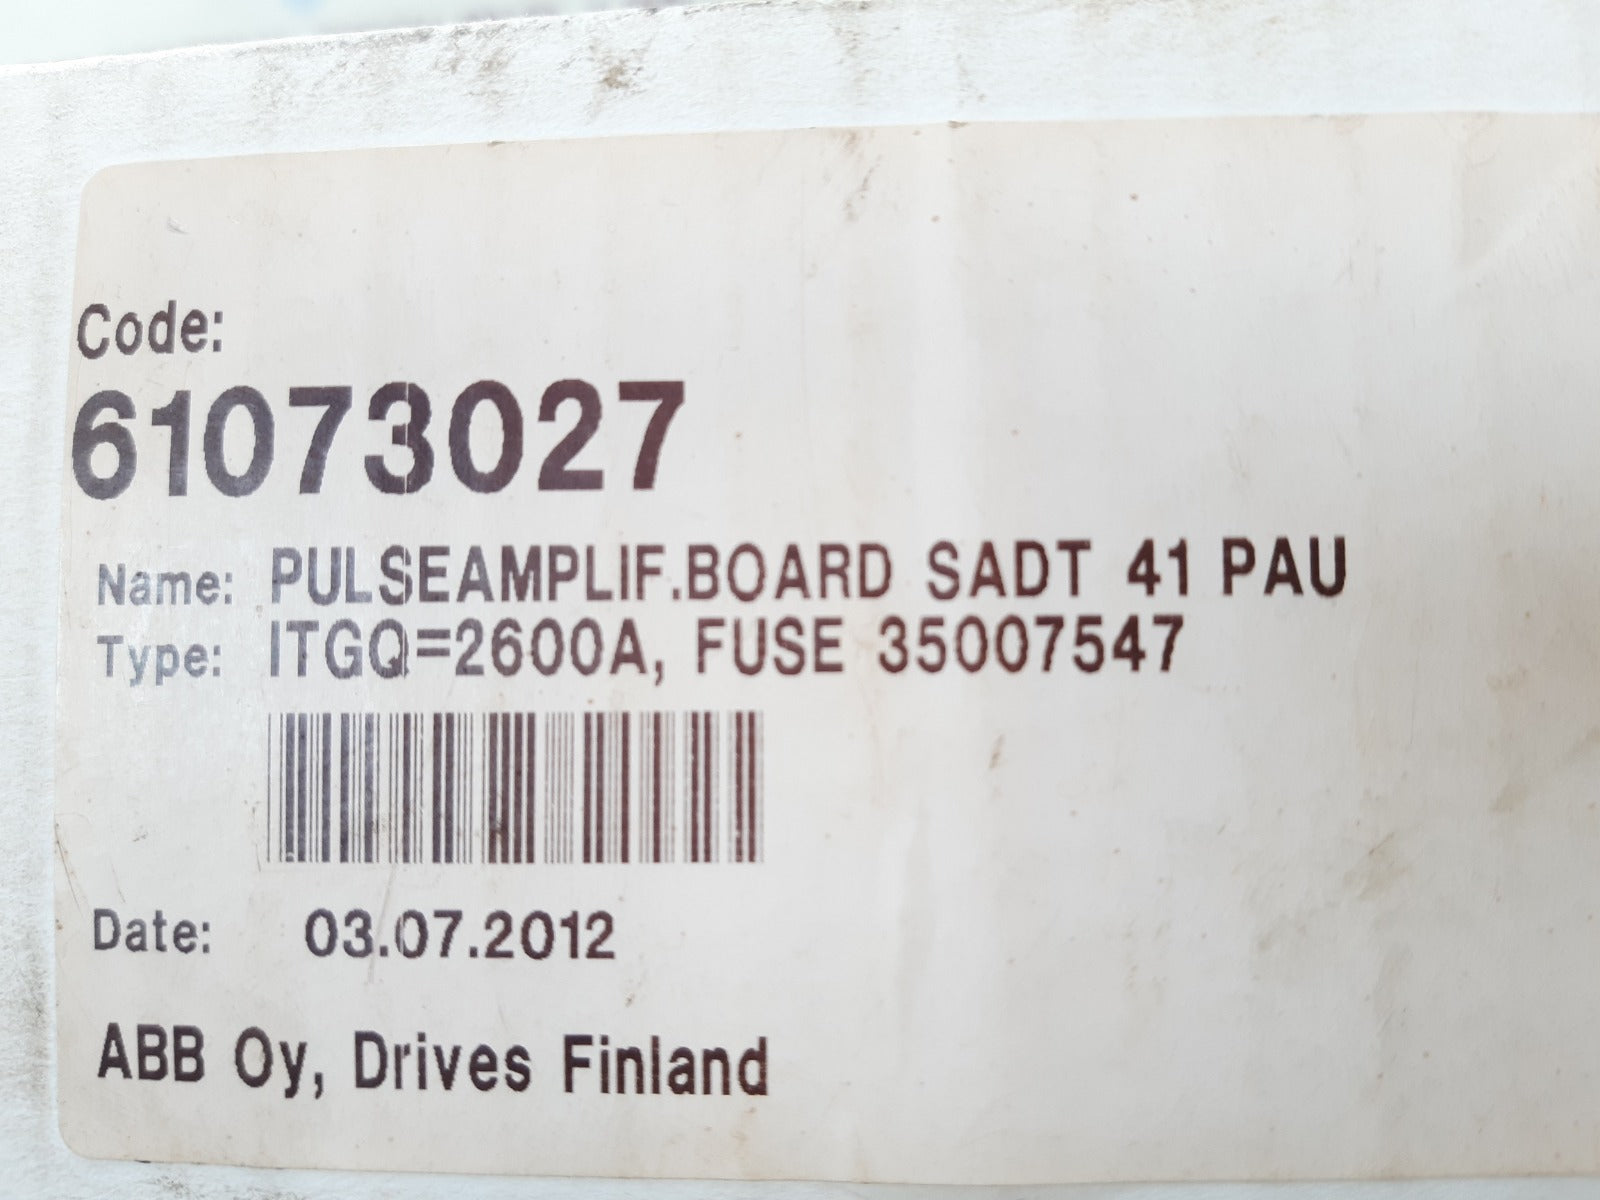 Code:
61073027
Name: PULSEAMPLIF.BOARD SADT 41 PAU
Type: ITGQ=2600A, FUSE 35007547
Date: 03.07.2012
ABB Oy, Drives Finland